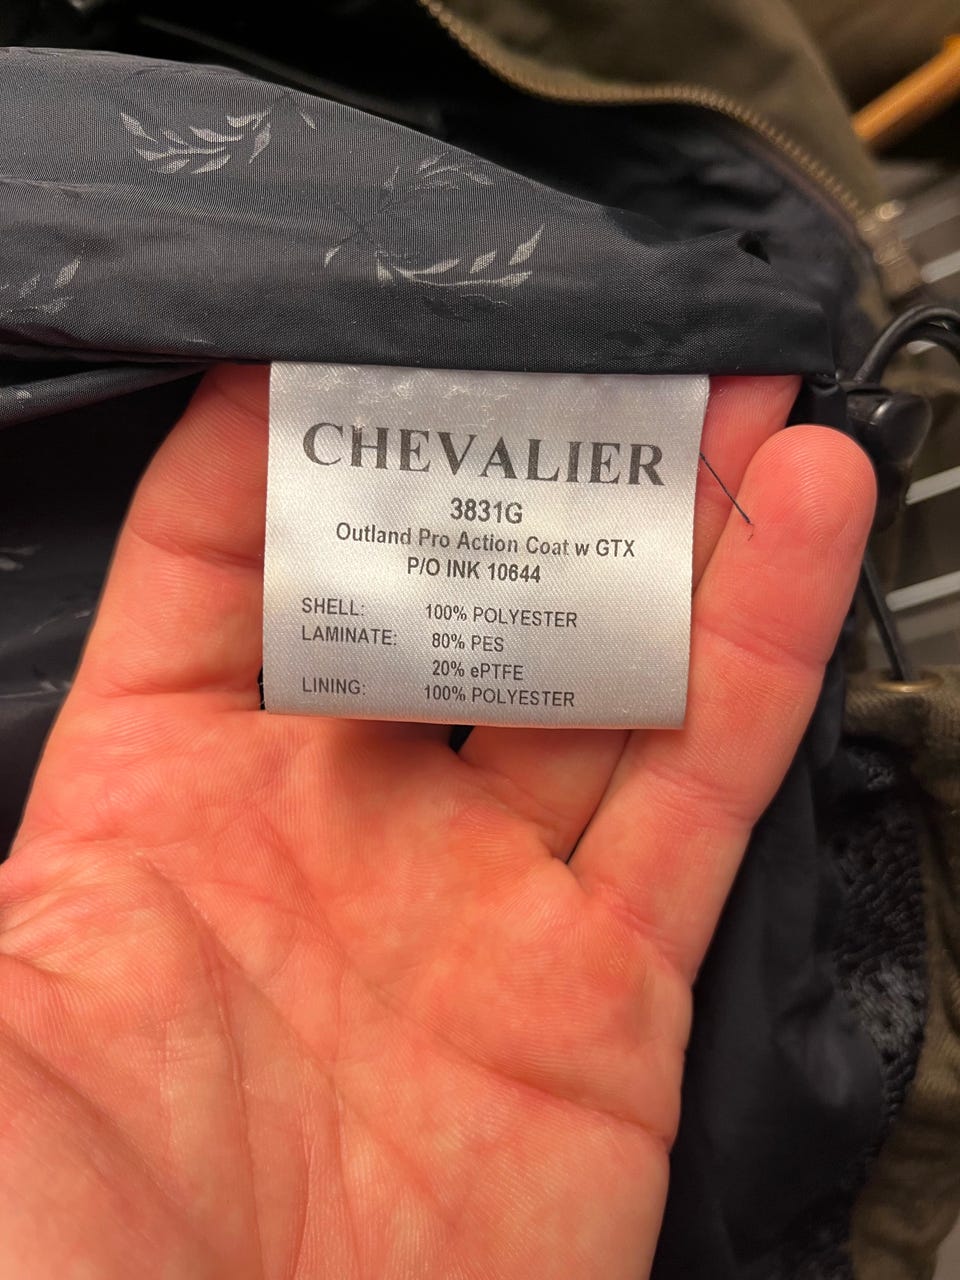 CHEVALIER
3831G
Outland Pro Action Coat w GTX
P/O INK 10644
SHELL: 100% POLYESTER
LAMINATE: 80% PES
20% ePTFE
LINING: 100% POLYESTER